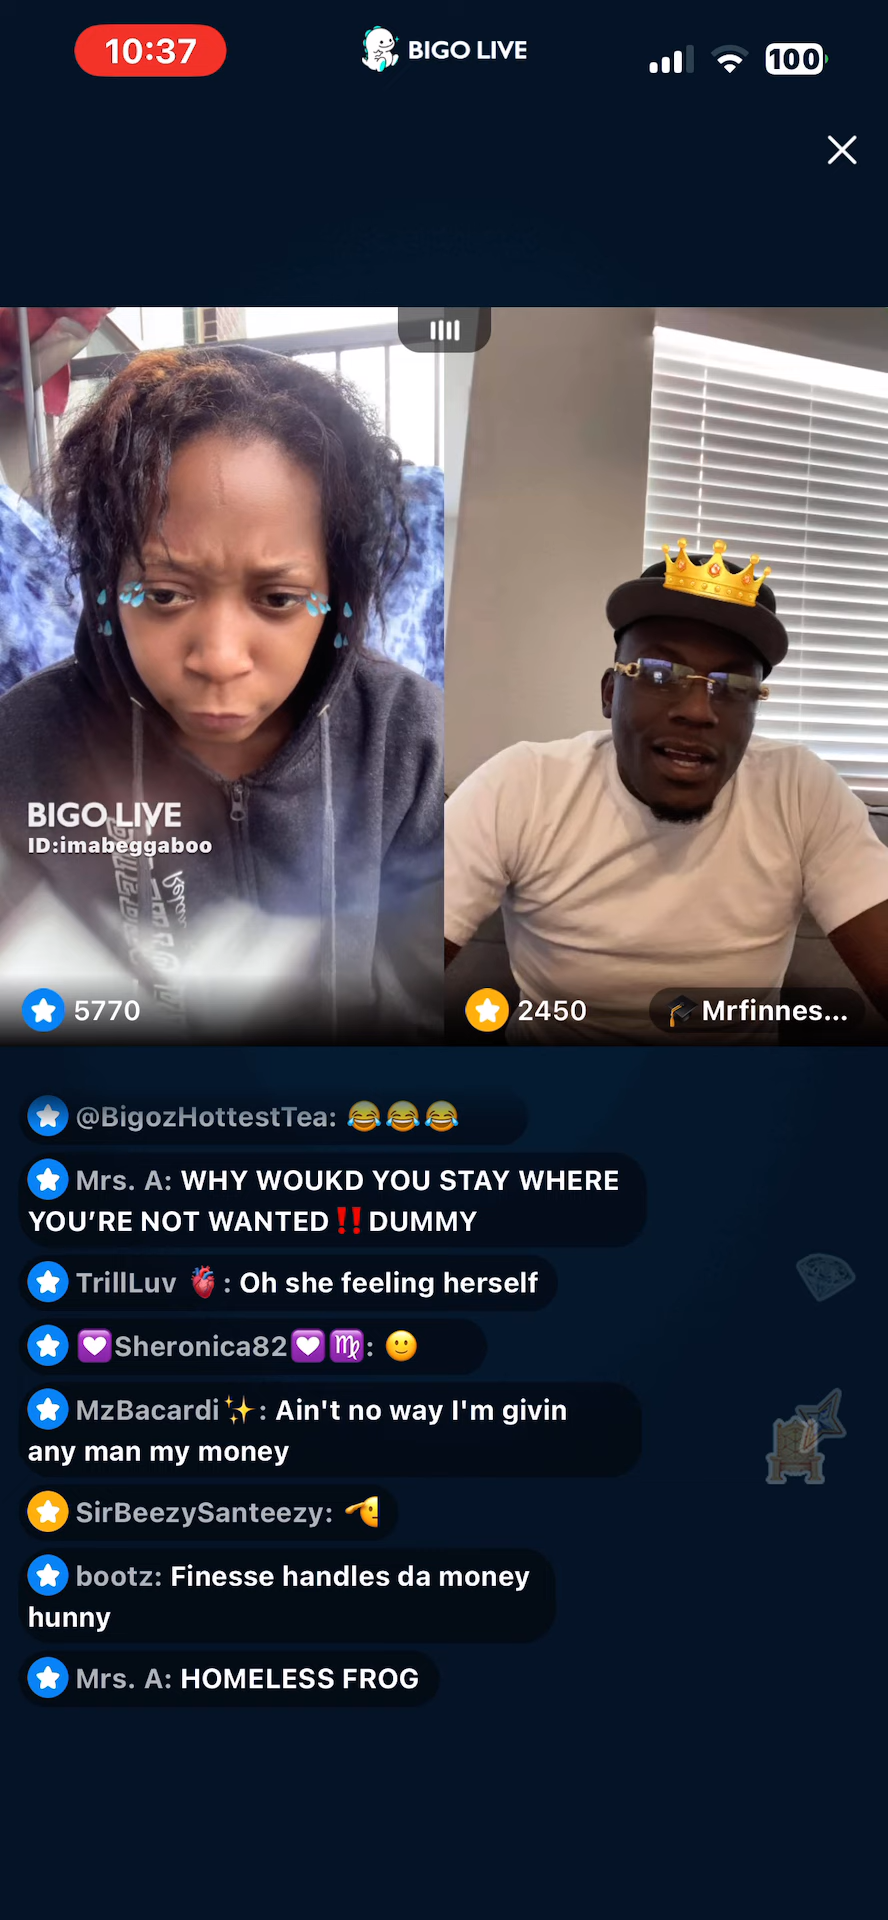 10:37
BIGO LIVE
100
BIGO LIVE
ID:imabeggaboo
5770
2450
🎓Mrfinnes...
@BigozHottestTea: 😂😂😂
Mrs. A: WHY WOUKD YOU STAY WHERE
YOU’RE NOT WANTED‼️DUMMY
TrillLuv 🫀: Oh she feeling herself
💟Sheronica82💟♍: 🙂
MzBacardi✨: Ain't no way I'm givin
any man my money
SirBeezySanteezy: 🫡
bootz: Finesse handles da money
hunny
Mrs. A: HOMELESS FROG